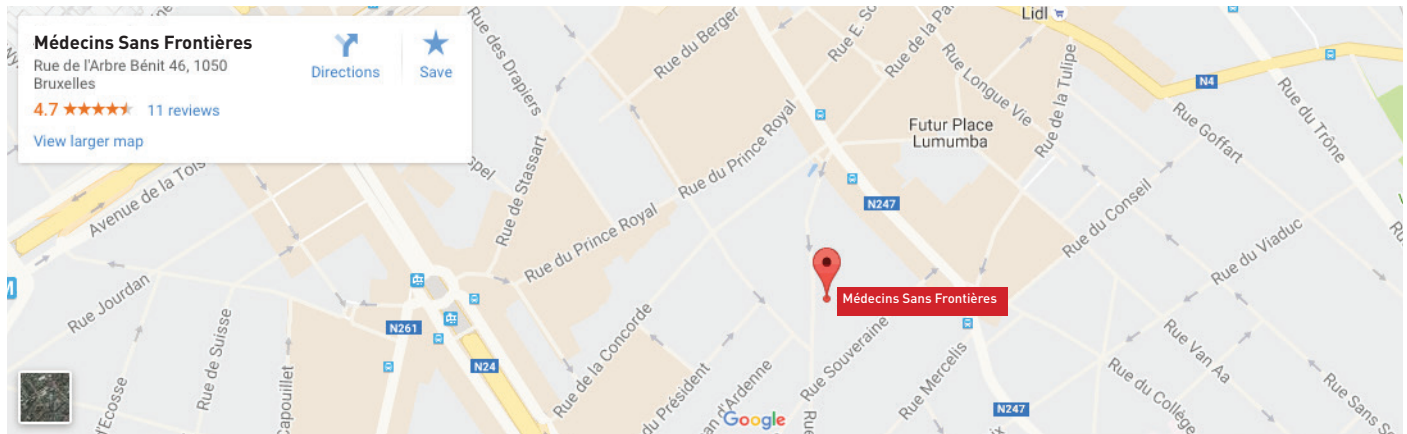 Médecins Sans Frontières
Rue de l'Arbre Bénit 46, 1050
Bruxelles
4.7
11 reviews
View larger map
Directions
Save
Rue des Drapiers
Rue du Berger
Rue de la Pa
Lidl
N4
Rue du Trône
Rue Longue Vie
Rue de la Tulipe
Rue Goffart
Futur Place
Lumumba
Rue du Prince Royal
Rue de Stassart
Avenue de la Tois
N247
Rue du Conseil
Rue du Viaduc
Rue du Prince Royal
Médecins Sans Frontières
Rue Jourdan
Rue de Suisse
N261
N24
Rue de la Concorde
Rue Souveraine
Rue Mercelis
Rue Van Aa
Rue du Collège
Rue Sans So
d'Ecosse
Capouillet
du Président
Google
N247